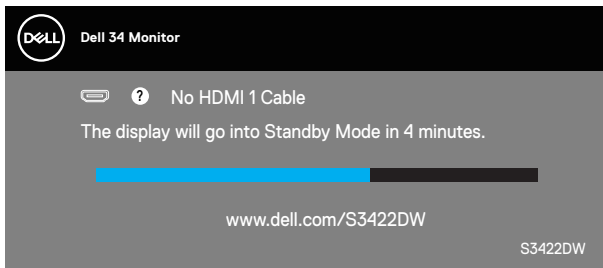 DELL
Dell 34 Monitor
? No HDMI 1 Cable
The display will go into Standby Mode in 4 minutes.
www.dell.com/S3422DW
S3422DW